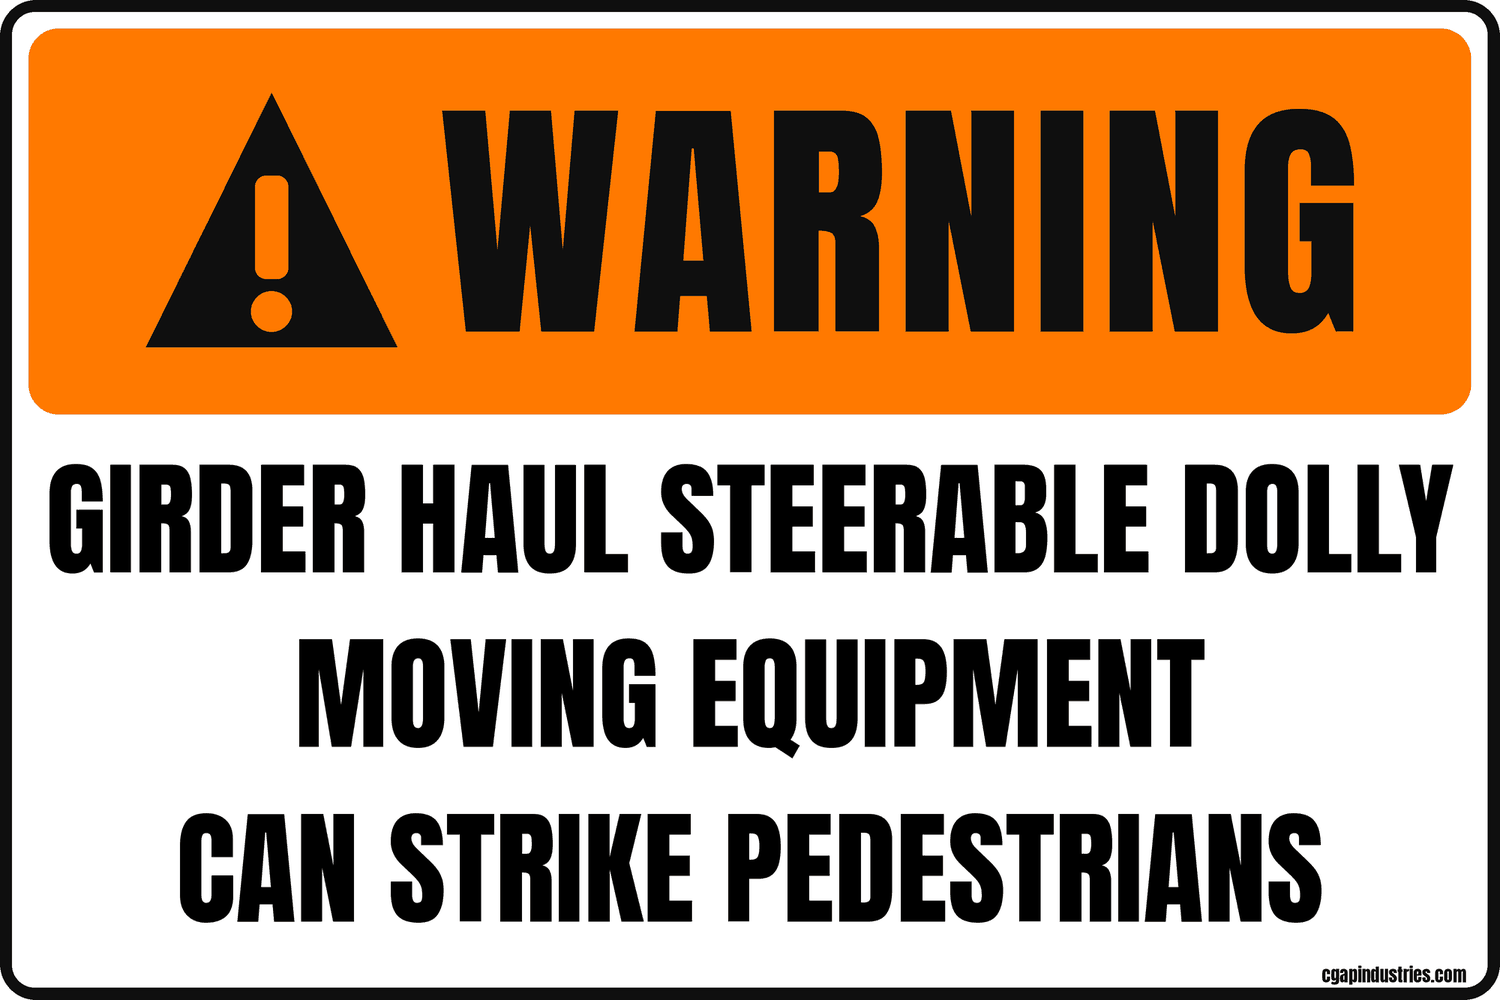 WARNING
GIRDER HAUL STEERABLE DOLLY
MOVING EQUIPMENT
CAN STRIKE PEDESTRIANS
cgapindustries.com